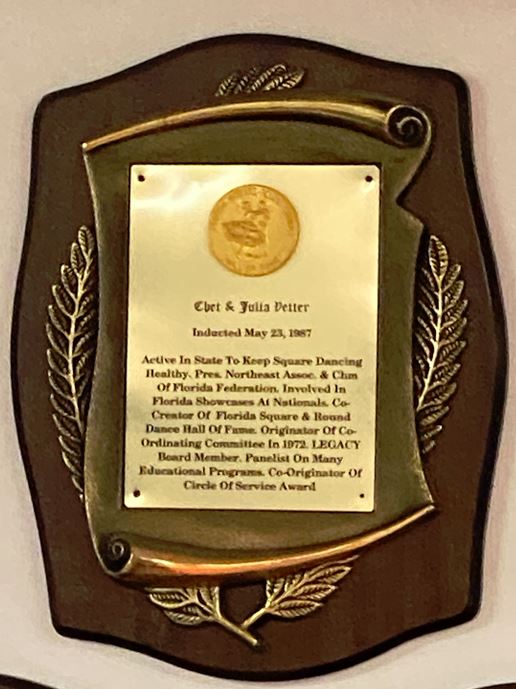 Chet & Julia Vetter
Inducted May 23, 1987
Active In State To Keep Square Dancing
Healthy. Pres. Northeast Assoc. & Chm
Of Florida Federation. Involved In
Florida Showcases At Nationals. Co-
Creator Of Florida Square & Round
Dance Hall Of Fame. Originator Of Co-
Ordinating Committee In 1972. LEGACY
Board Member. Panelist On Many
Educational Programs. Co-Originator Of
Circle Of Service Award